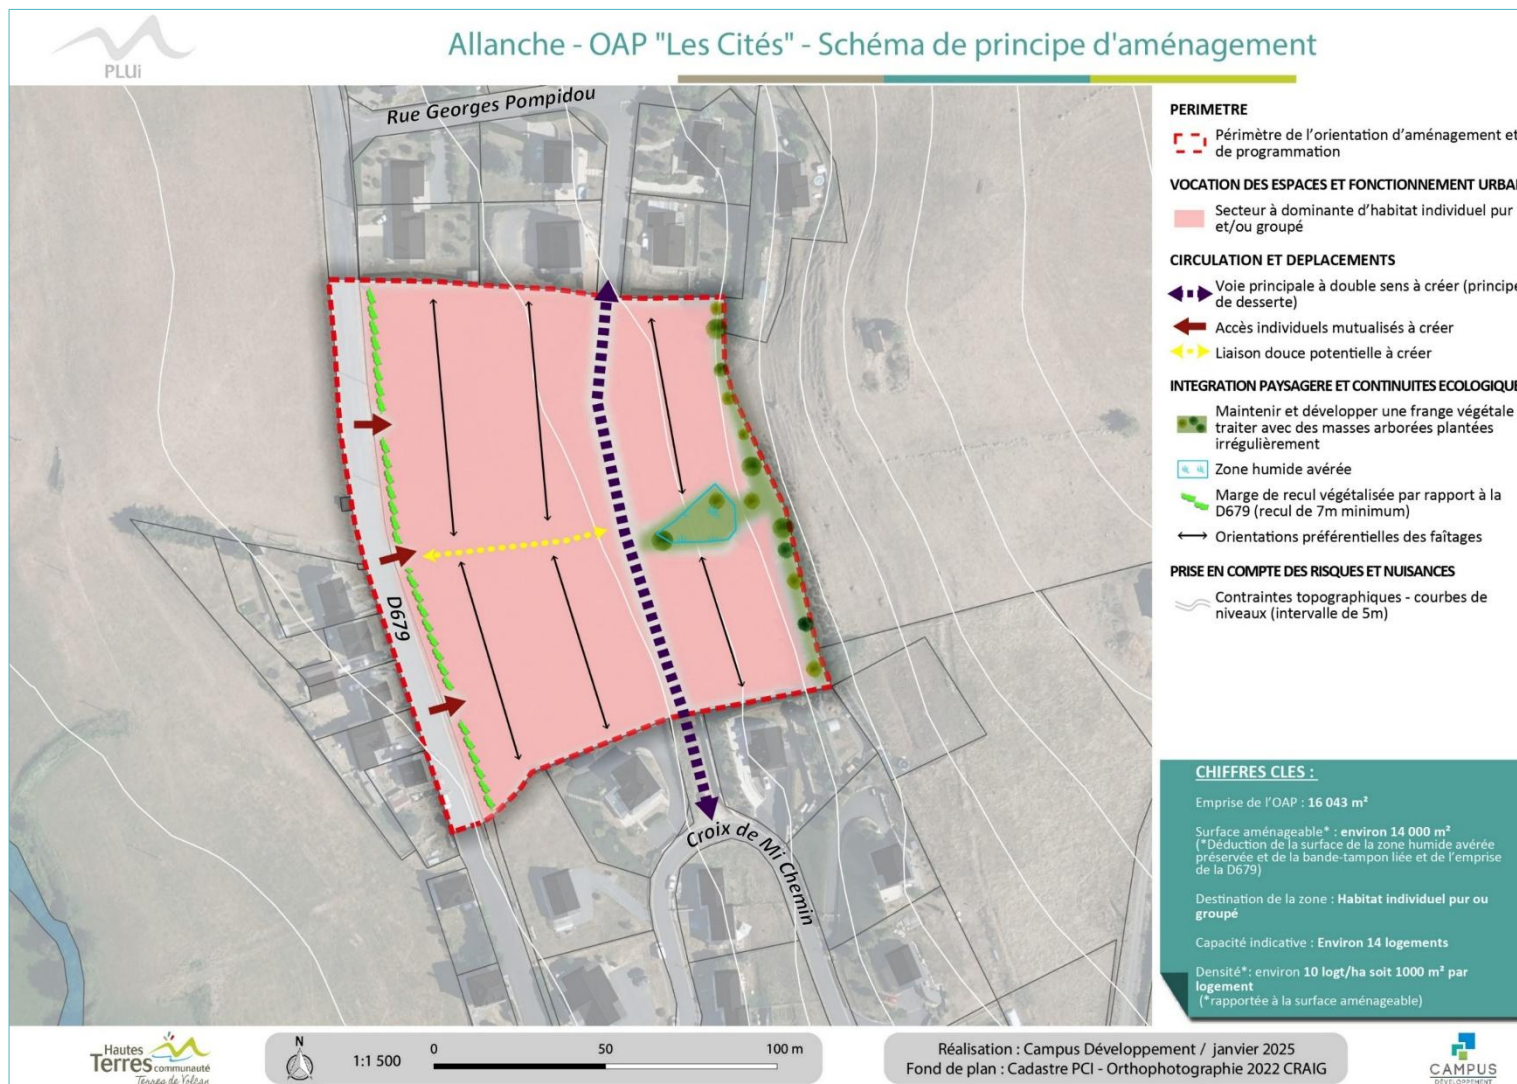 PLUi
Allanche - OAP "Les Cités" - Schéma de principe d'aménagement
Rue Georges Pompidou
D679
Croix de Mi Chemin
PERIMETRE
Périmètre de l'orientation d'aménagement et
de programmation
VOCATION DES ESPACES ET FONCTIONNEMENT URBAI
Secteur à dominante d'habitat individuel pur
et/ou groupé
CIRCULATION ET DEPLACEMENTS
Voie principale à double sens à créer (principe
de desserte)
Accès individuels mutualisés à créer
Liaison douce potentielle à créer
INTEGRATION PAYSAGERE ET CONTINUITES ECOLOGIQUE
Maintenir et développer une frange végétale
traiter avec des masses arborées plantées
irrégulièrement
Zone humide avérée
Marge de recul végétalisée par rapport à la
D679 (recul de 7m minimum)
Orientations préférentielles des faîtages
PRISE EN COMPTE DES RISQUES ET NUISANCES
Contraintes topographiques - courbes de
niveaux (intervalle de 5m)
CHIFFRES CLES :
Emprise de l'OAP : 16 043 m²
Surface aménageable* : environ 14 000 m²
(*Déduction de la surface de la zone humide avérée
préservée et de la bande-tampon liée et de l'emprise
de la D679)
Destination de la zone : Habitat individuel pur ou
groupé
Capacité indicative : Environ 14 logements
Densité*: environ 10 logt/ha soit 1000 m² par
logement
(*rapportée à la surface aménageable)
Hautes
Terres communauté
Terres de Volcan
N
1:1 500
0 50 100 m
Réalisation : Campus Développement / janvier 2025
Fond de plan : Cadastre PCI - Orthophotographie 2022 CRAIG
CAMPUS
DÉVELOPPEMENT